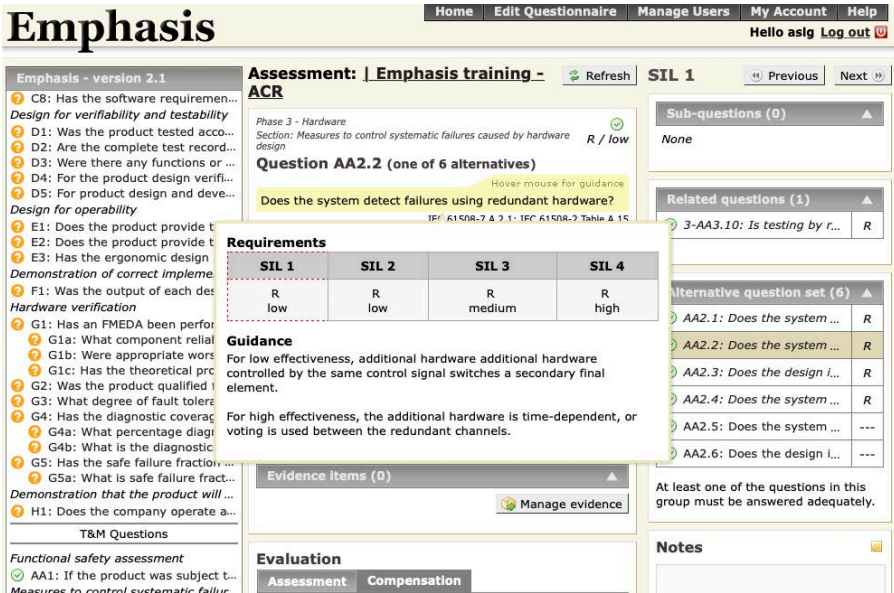 Emphasis
Home
Edit Questionnaire
Manage Users
My Account
Help
Hello aslg Log out
Emphasis - version 2.1
C8: Has the software requiremen...
Design for verifiability and testability
D1: Was the product tested acco...
D2: Are the complete test record...
D3: Were there any functions or ...
D4: For the product design verifi...
D5: For product design and deve...
Design for operability
E1: Does the product provide t
E2: Does the product provide t
E3: Has the ergonomic design
Demonstration of correct impleme
F1: Was the output of each des
Hardware verification
G1: Has an FMEDA been perfor
G1a: What component relial
G1b: Were appropriate wors
G1c: Has the theoretical pro
G2: Was the product qualified
G3: What degree of fault tolera
G4: Has the diagnostic coverag
G4a: What percentage diagr
G4b: What is the diagnostic
G5: Has the safe failure fraction ...
G5a: What is safe failure fract...
Demonstration that the product will ...
H1: Does the company operate a...
T&M Questions
Functional safety assessment
AA1: If the product was subject t...
Measures to control systematic failur...
Assessment: | Emphasis training -
ACR
Refresh
Phase 3 - Hardware
Section: Measures to control systematic failures caused by hardware
design
R / low
Question AA2.2 (one of 6 alternatives)
Hover mouse for guidance
Does the system detect failures using redundant hardware?
IEC 61508-7 A.2.1; IEC 61508-2 Table A.15
Requirements
SIL 1 SIL 2 SIL 3 SIL 4
R R R R
low low medium high
Guidance
For low effectiveness, additional hardware additional hardware
controlled by the same control signal switches a secondary final
element.
For high effectiveness, the additional hardware is time-dependent, or
voting is used between the redundant channels.
Evidence items (0)
Manage evidence
Evaluation
Assessment
Compensation
SIL 1
Previous
Next
Sub-questions (0)
None
Related questions (1)
3-AA3.10: Is testing by r... R
Alternative question set (6)
AA2.1: Does the system ... R
AA2.2: Does the system ... R
AA2.3: Does the design i... R
AA2.4: Does the system ... R
AA2.5: Does the system ... ---
AA2.6: Does the design i... ---
At least one of the questions in this
group must be answered adequately.
Notes